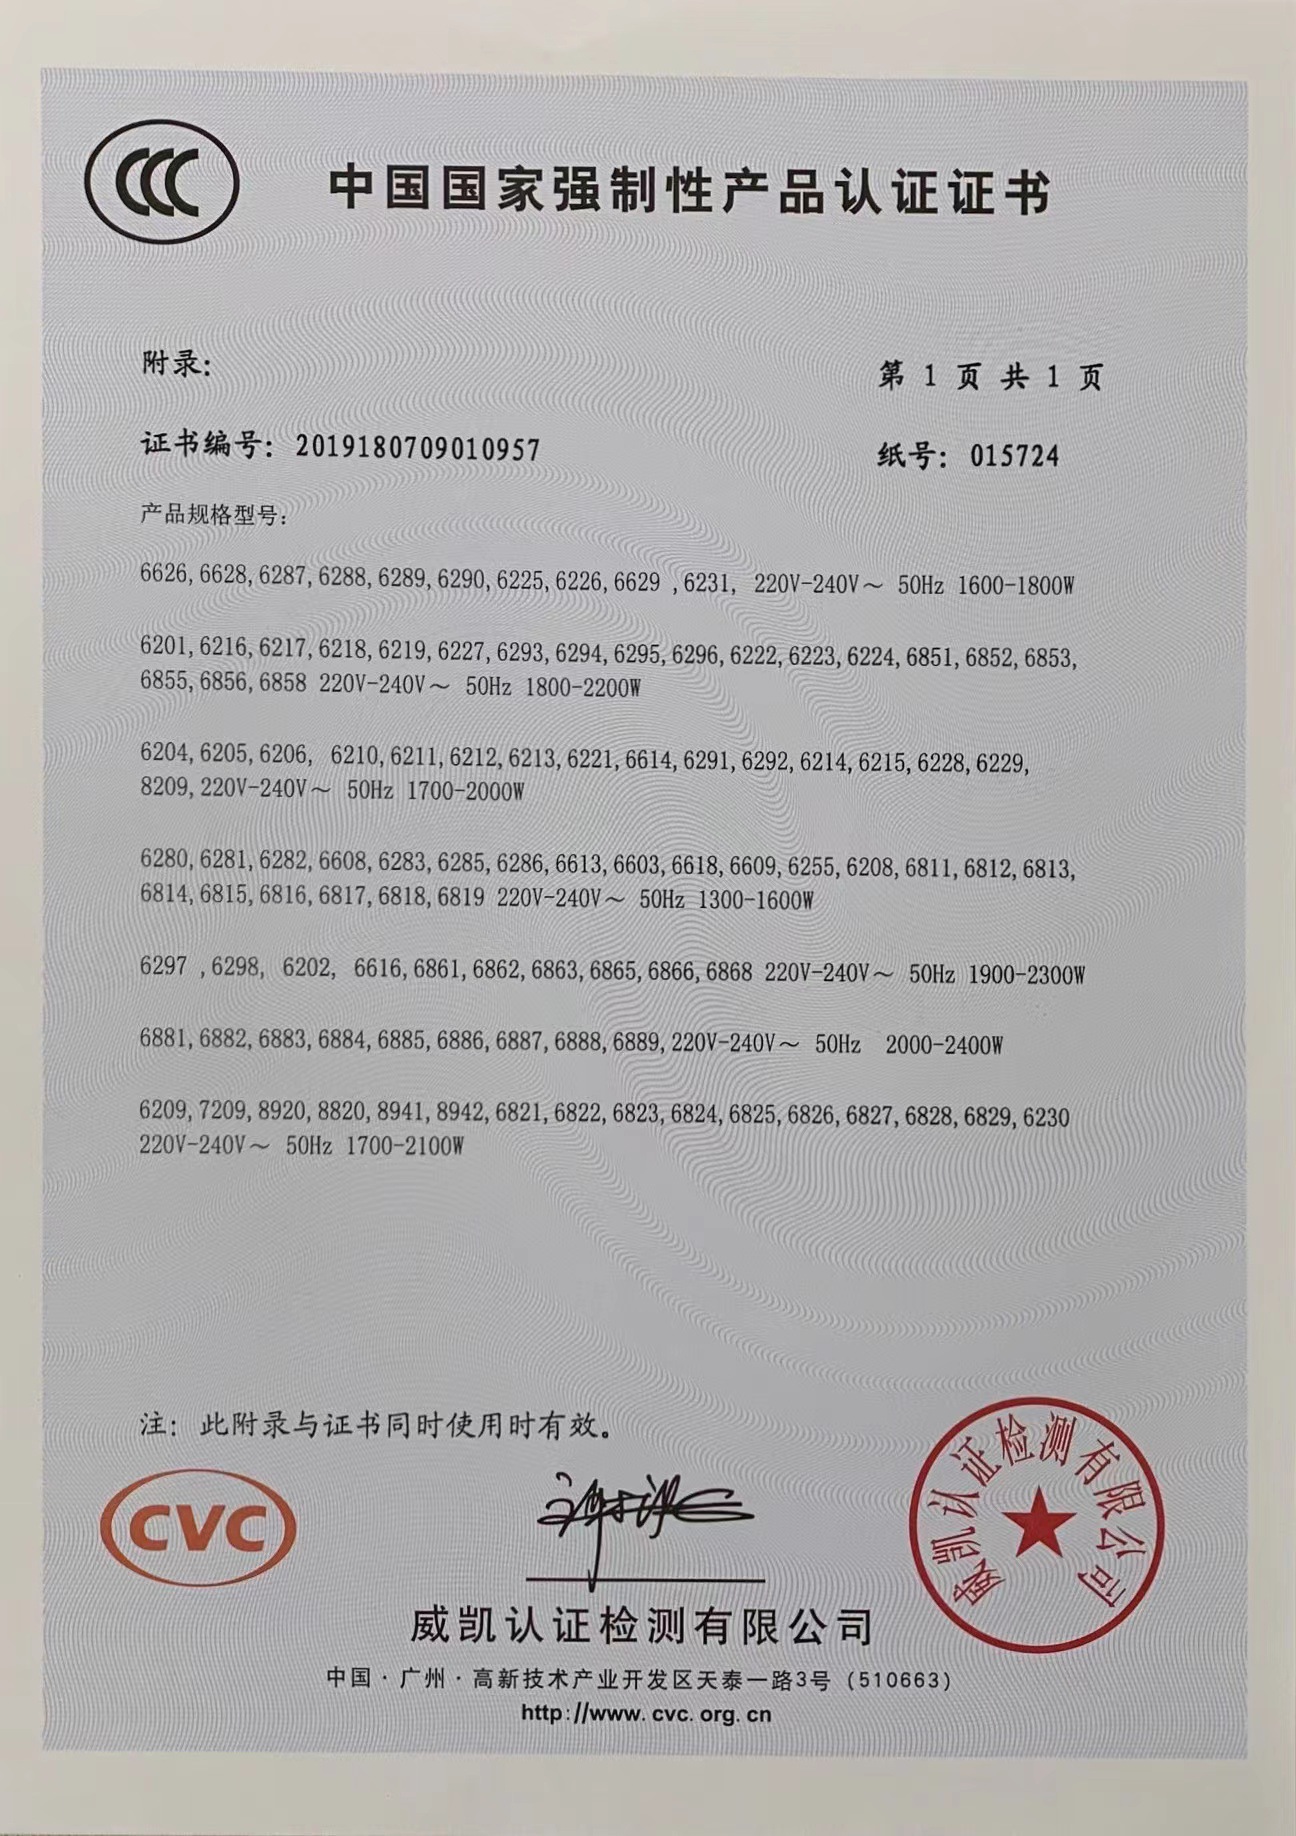 CCC
中国国家强制性产品认证证书
附录:
第 1 页 共 1 页
证书编号: 2019180709010957
纸号: 015724
产品规格型号:
6626,6628,6287,6288,6289,6290,6225,6226,6629 ,6231, 220V-240V～ 50Hz 1600-1800W
6201,6216,6217,6218,6219,6227,6293,6294,6295,6296,6222,6223,6224,6851,6852,6853,
6855,6856,6858 220V-240V～ 50Hz 1800-2200W
6204,6205,6206, 6210,6211,6212,6213,6221,6614,6291,6292,6214,6215,6228,6229,
8209,220V-240V～ 50Hz 1700-2000W
6280,6281,6282,6608,6283,6285,6286,6613,6603,6618,6609,6255,6208,6811,6812,6813,
6814,6815,6816,6817,6818,6819 220V-240V～ 50Hz 1300-1600W
6297 ,6298, 6202, 6616,6861,6862,6863,6865,6866,6868 220V-240V～ 50Hz 1900-2300W
6881,6882,6883,6884,6885,6886,6887,6888,6889,220V-240V～ 50Hz 2000-2400W
6209,7209,8920,8820,8941,8942,6821,6822,6823,6824,6825,6826,6827,6828,6829,6230
220V-240V～ 50Hz 1700-2100W
注: 此附录与证书同时使用时有效。
CVC
威凯认证检测有限公司
威凯认证检测有限公司
中国·广州·高新技术产业开发区天泰一路3号 (510663)
http://www.cvc.org.cn